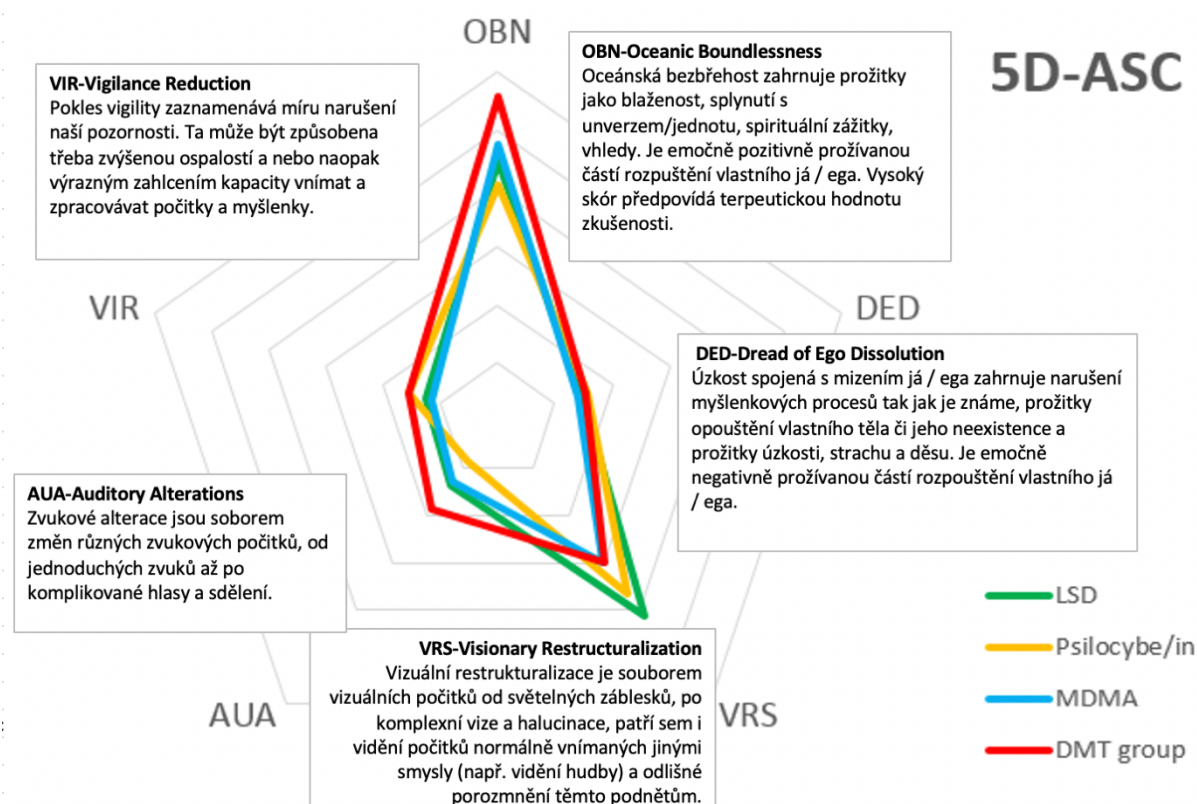 OBN
5D-ASC
VIR-Vigilance Reduction
Pokles vigility zaznamenává míru narušení
naší pozornosti. Ta může být způsobena
třeba zvýšenou ospalostí a nebo naopak
výrazným zahlcením kapacity vnímat a
zpracovávat počitky a myšlenky.
OBN-Oceanic Boundlessness
Oceánská bezbřehost zahrnuje prožitky
jako blaženost, splynutí s
unverzem/jednotu, spirituální zážitky,
vhledy. Je emočně pozitivně prožívanou
částí rozpuštění vlastního já / ega. Vysoký
skór předpovídá terpeutickou hodnotu
zkušenosti.
VIR
DED
DED-Dread of Ego Dissolution
Úzkost spojená s mizením já / ega zahrnuje narušení
myšlenkových procesů tak jak je známe, prožitky
opouštění vlastního těla či jeho neexistence a
prožitky úzkosti, strachu a děsu. Je emočně
negativně prožívanou částí rozpouštění vlastního já
/ ega.
AUA-Auditory Alterations
Zvukové alterace jsou soborem
změn různých zvukových počitků, od
jednoduchých zvuků až po
komplikované hlasy a sdělení.
LSD
Psilocybe/in
MDMA
DMT group
AUA
VRS
VRS-Visionary Restructuralization
Vizuální restrukturalizace je souborem
vizuálních počitků od světelných záblesků, po
komplexní vize a halucinace, patří sem i
vidění počitků normálně vnímaných jinými
smysly (např. vidění hudby) a odlišné
porozmnění těmto podnětům.